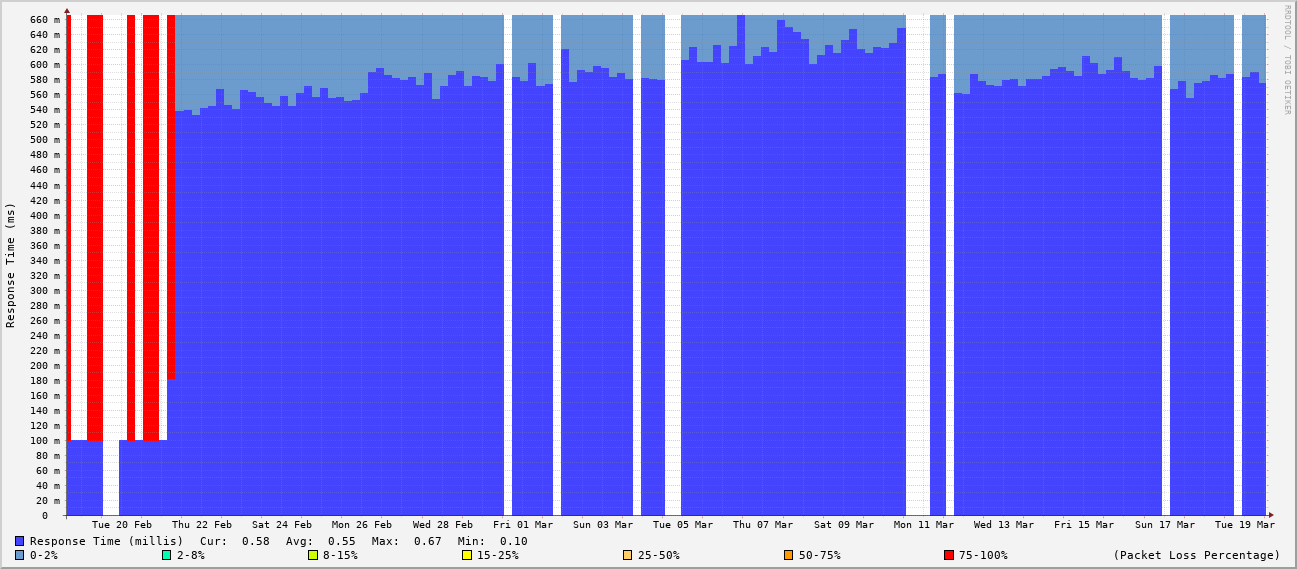 660 m
640 m
620 m
600 m
580 m
560 m
540 m
520 m
500 m
480 m
460 m
440 m
420 m
400 m
380 m
360 m
340 m
320 m
300 m
280 m
260 m
240 m
220 m
200 m
180 m
160 m
140 m
120 m
100 m
80 m
60 m
40 m
20 m
0
Response Time (ms)
RRDTOOL / TOBI OETIKER
Tue 20 Feb Thu 22 Feb Sat 24 Feb Mon 26 Feb Wed 28 Feb Fri 01 Mar Sun 03 Mar Tue 05 Mar Thu 07 Mar Sat 09 Mar Mon 11 Mar Wed 13 Mar Fri 15 Mar Sun 17 Mar Tue 19 Mar
Response Time (millis) Cur: 0.58 Avg: 0.55 Max: 0.67 Min: 0.10
0-2% 2-8% 8-15% 15-25% 25-50% 50-75% 75-100% (Packet Loss Percentage)